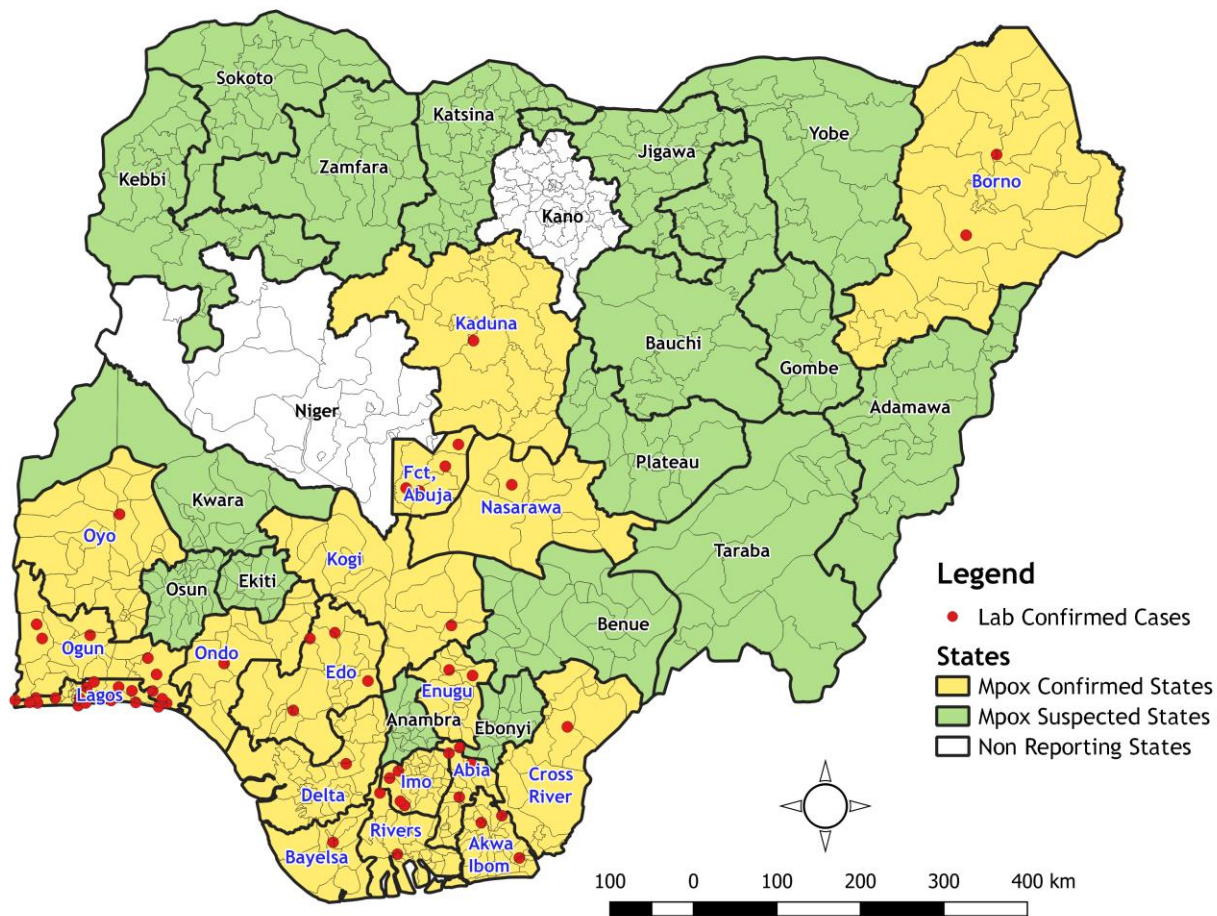 Sokoto
Katsina
Yobe
Jigawa
Zamfara
Kebbi
Borno
Kano
Kaduna
Bauchi
Gombe
Niger
Adamawa
Plateau
Fct,
Abuja
Nasarawa
Kwara
Oyo
Kogi
Taraba
Osun
Ekiti
Benue
Ogun
Ondo
Edo
Enugu
Lagos
Anambra
Ebonyi
Abia
Imo
Cross
River
Delta
Rivers
Akwa
Ibom
Bayelsa
Legend
Lab Confirmed Cases
States
Mpox Confirmed States
Mpox Suspected States
Non Reporting States
100 0 100 200 300 400 km